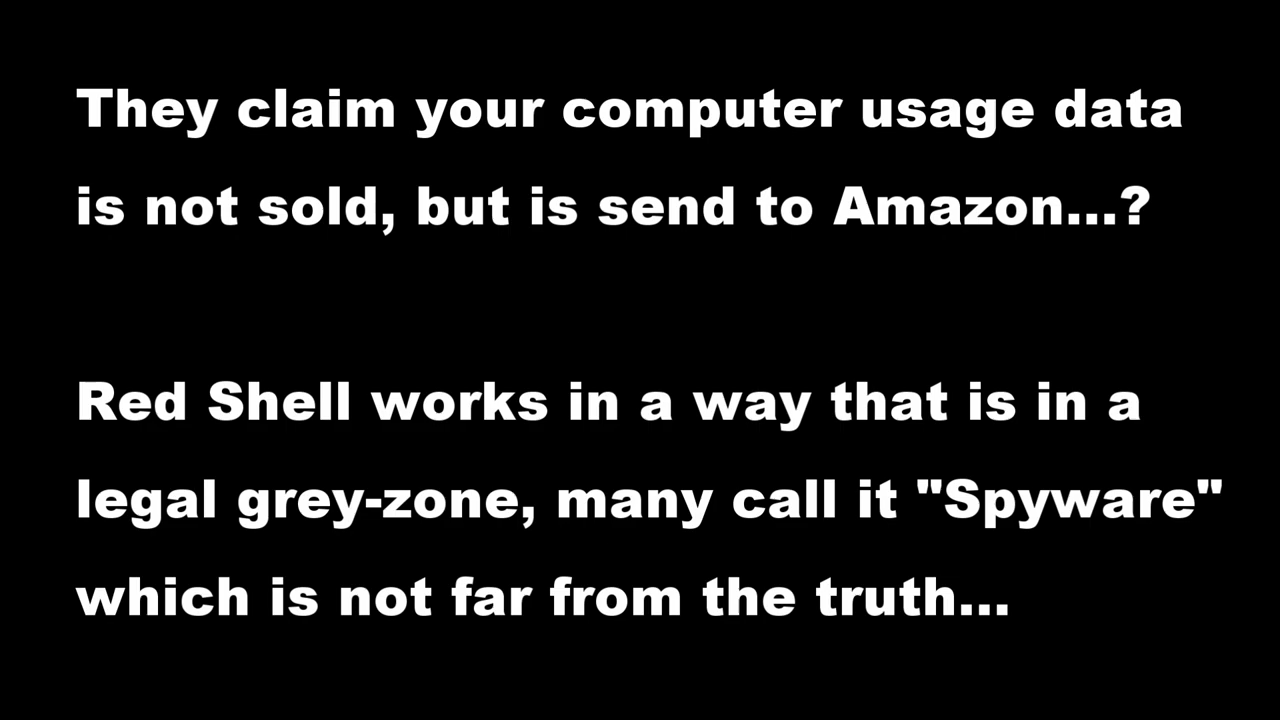 They claim your computer usage data
is not sold, but is send to Amazon...?
Red Shell works in a way that is in a
legal grey-zone, many call it "Spyware"
which is not far from the truth...